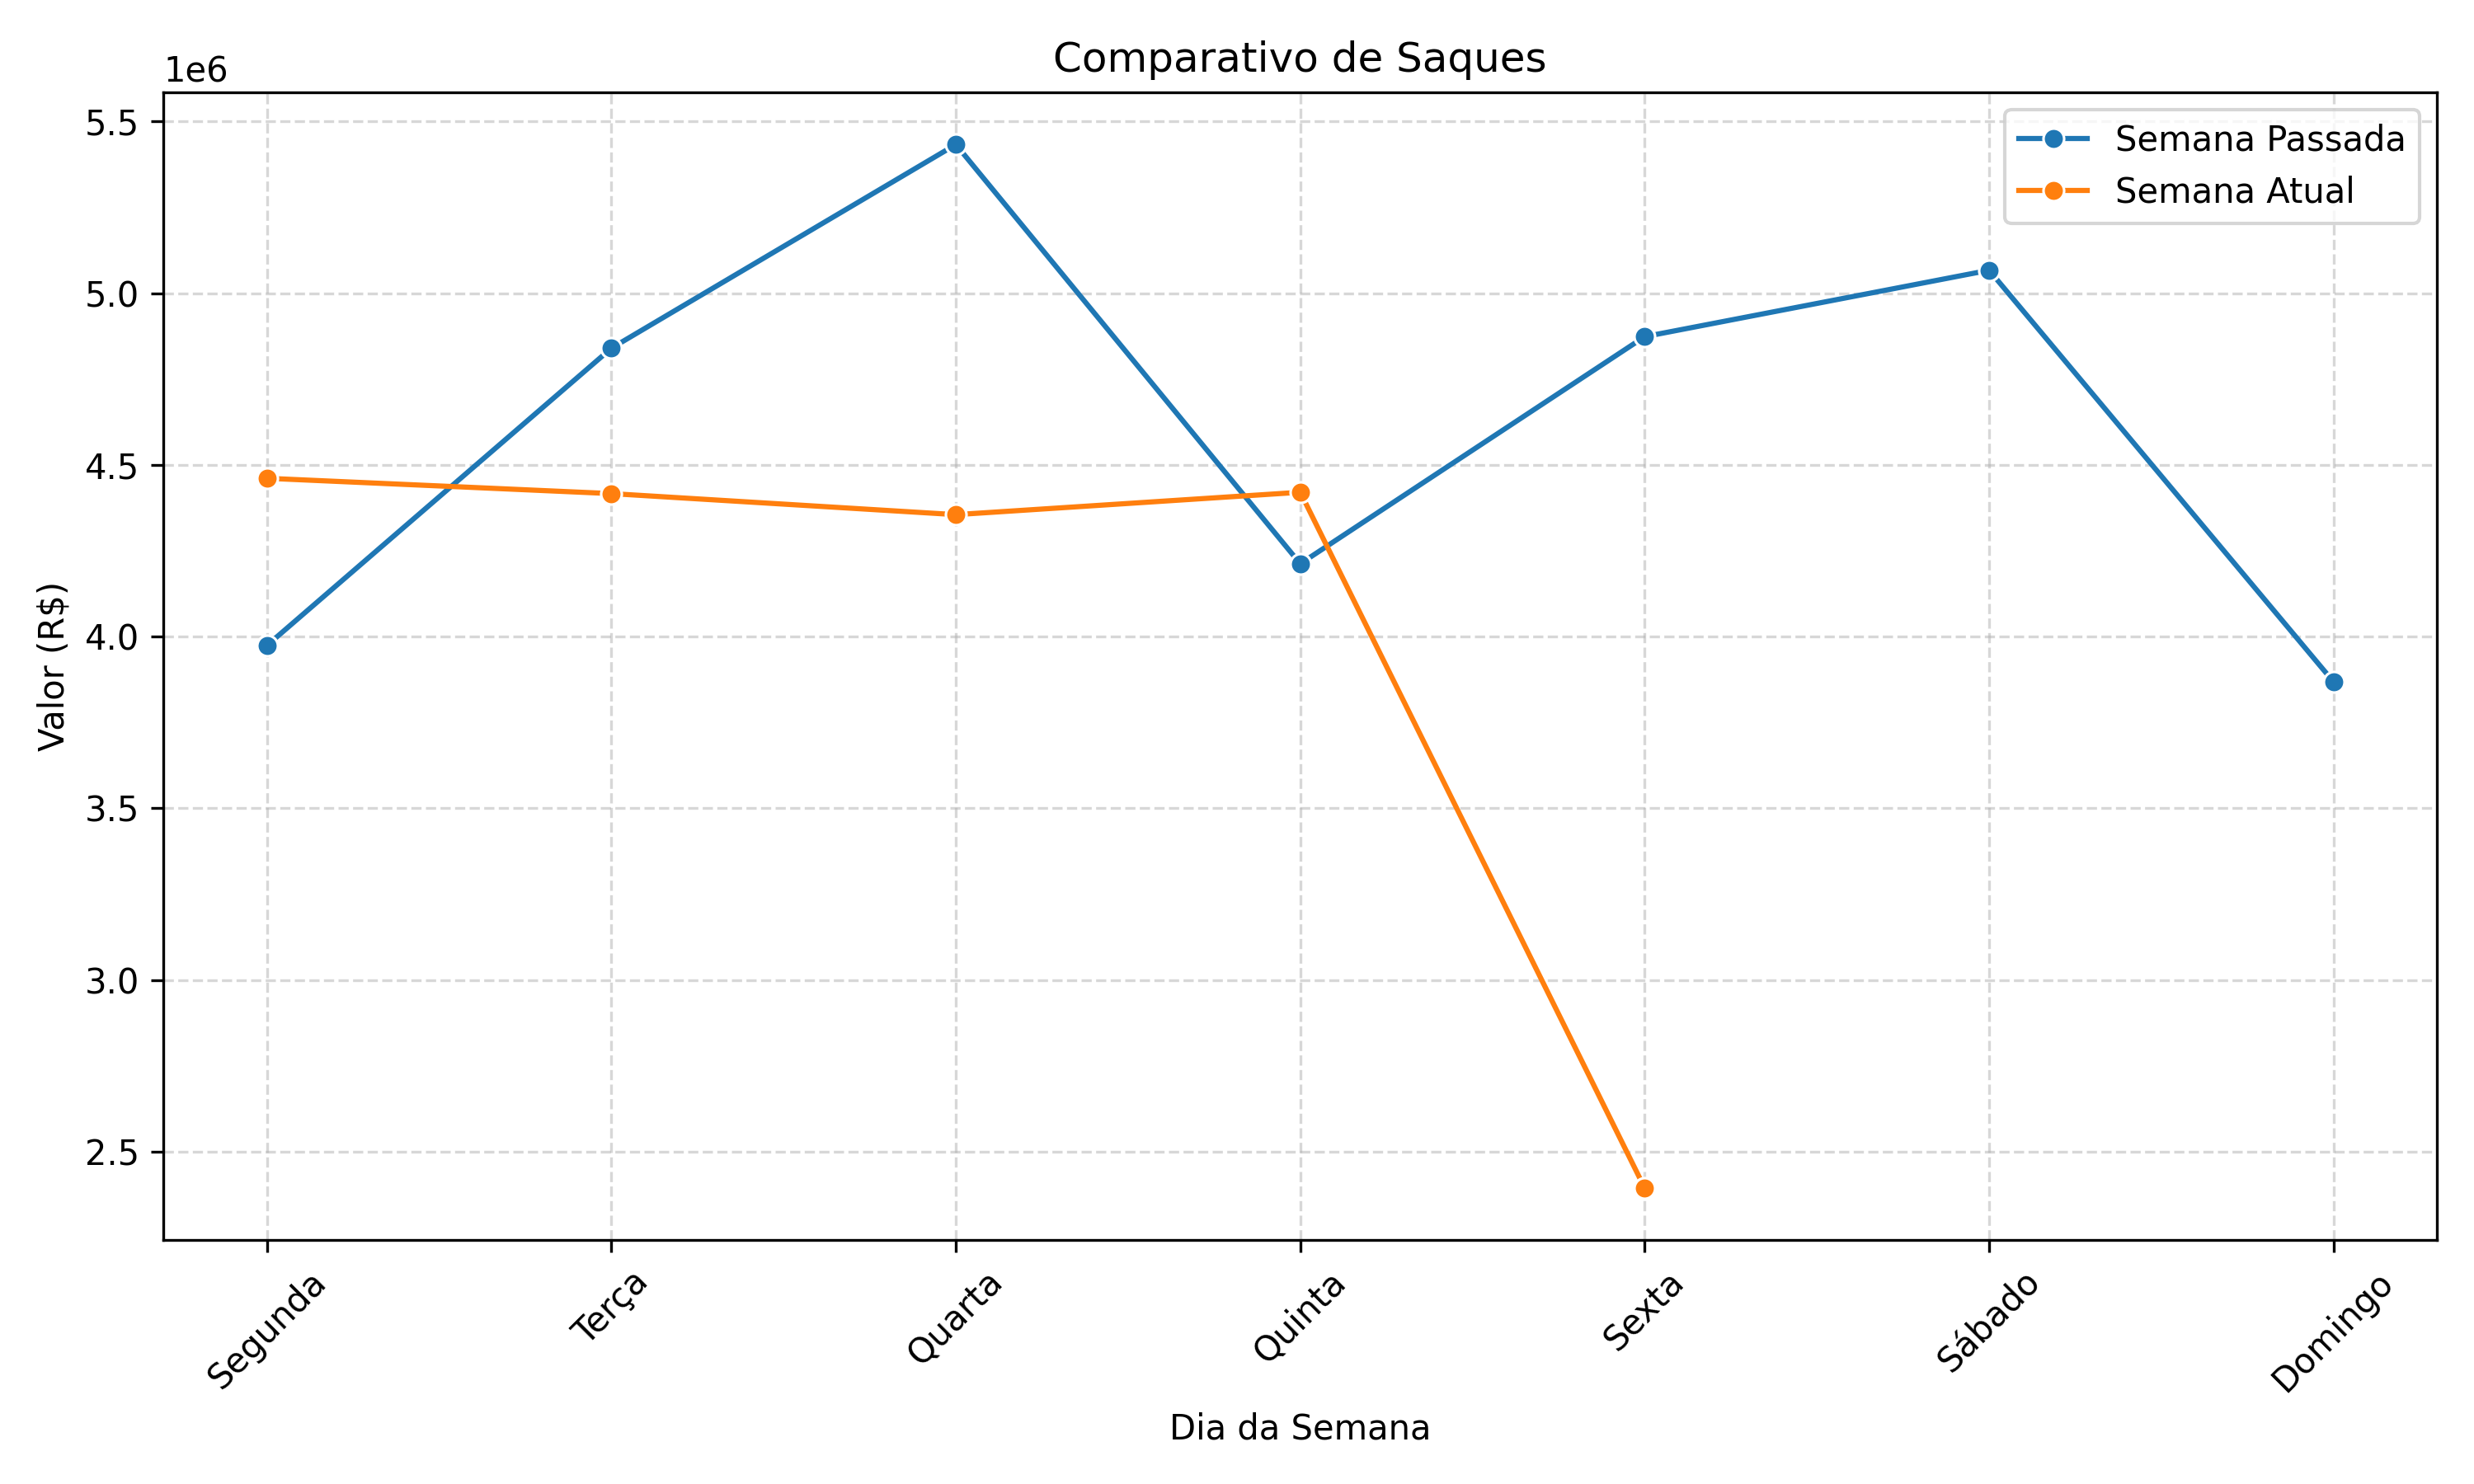 Comparativo de Saques
1e6
5.5
5.0
4.5
4.0
3.5
3.0
2.5
Valor (R$)
Semana Passada
Semana Atual
Segunda
Terça
Quarta
Quinta
Sexta
Sábado
Domingo
Dia da Semana